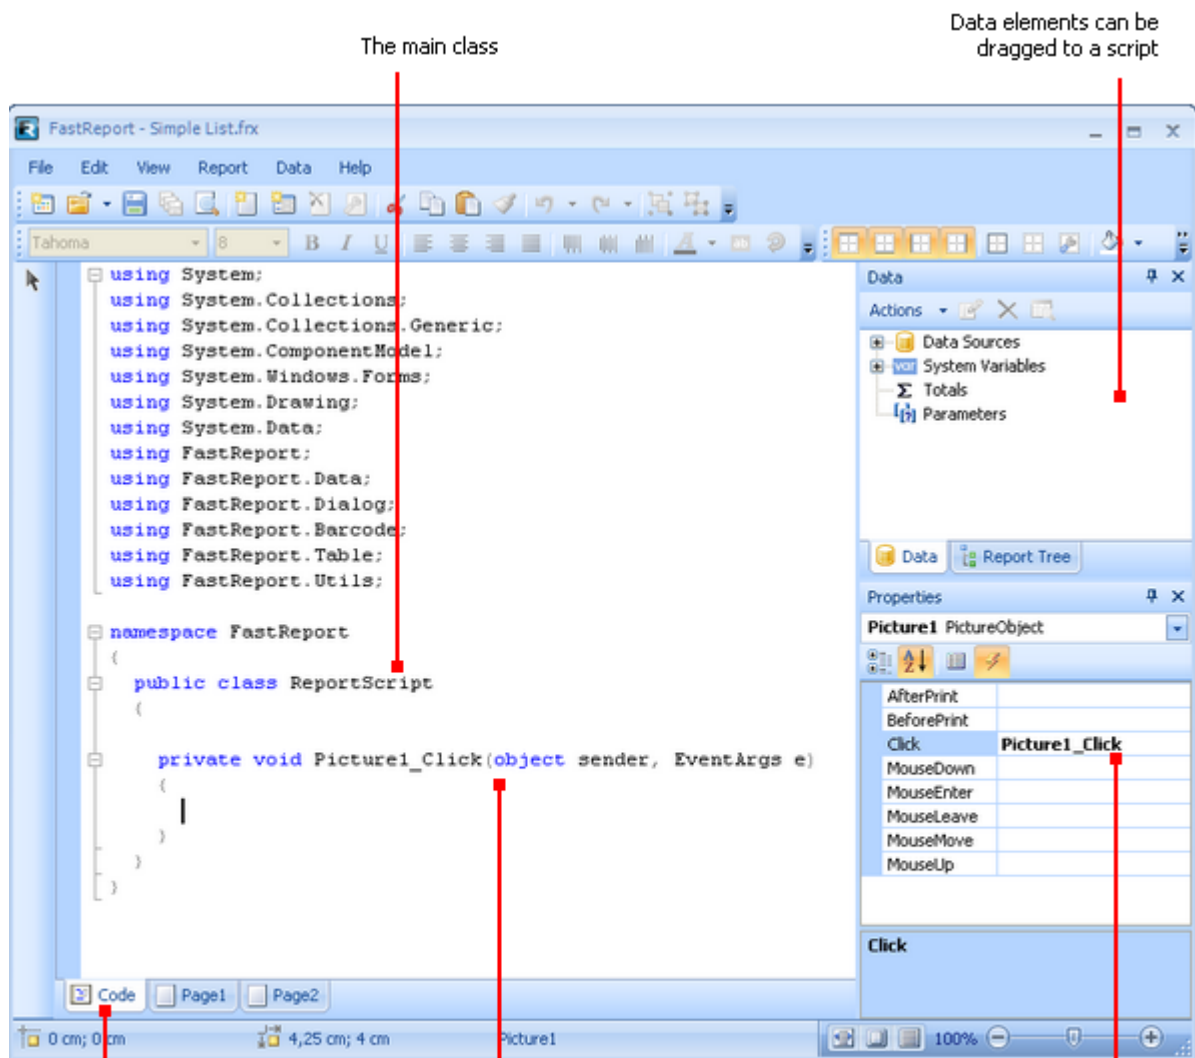 The main class
Data elements can be
dragged to a script
FastReport - Simple List.frx
File Edit View Report Data Help
Tahoma 8 B I U
using System;
using System.Collections;
using System.Collections.Generic;
using System.ComponentModel;
using System.Windows.Forms;
using System.Drawing;
using System.Data;
using FastReport;
using FastReport.Data;
using FastReport.Dialog;
using FastReport.Barcode;
using FastReport.Table;
using FastReport.Utils;
namespace FastReport
{
public class ReportScript
{
private void Picture1_Click(object sender, EventArgs e)
{
}
}
}
Data
Actions
Data Sources
var System Variables
Σ Totals
[?] Parameters
Data Report Tree
Properties
Picture1 PictureObject
AfterPrint
BeforePrint
Click Picture1_Click
MouseDown
MouseEnter
MouseLeave
MouseMove
MouseUp
Click
Code Page1 Page2
0 cm; 0 cm 4,25 cm; 4 cm Picture1 100%